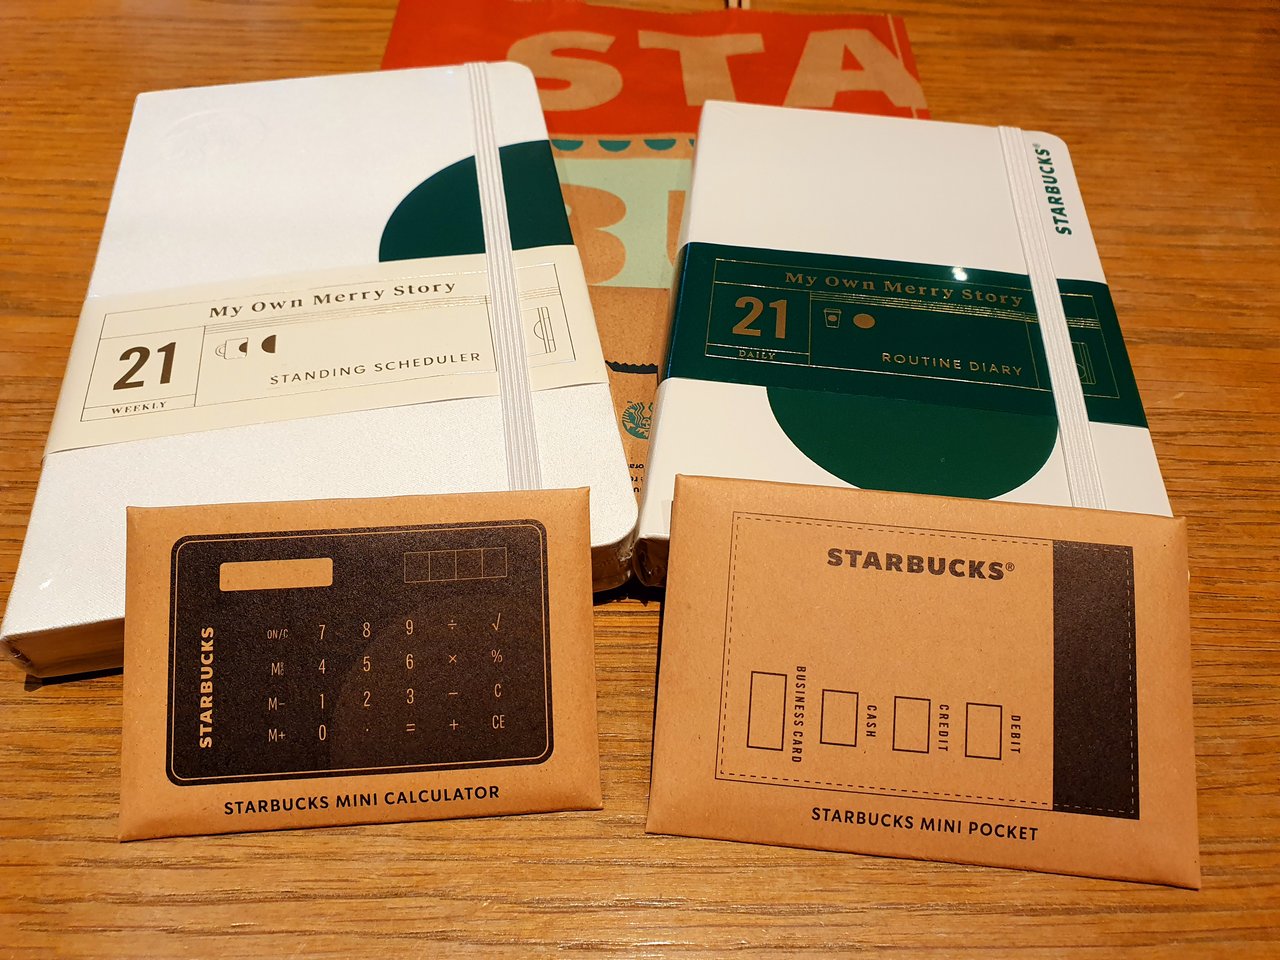 STA
BU
My Own Merry Story
21
WEEKLY
STANDING SCHEDULER
STARBUCKS®
My Own Merry Story
21
DAILY
ROUTINE DIARY
STARBUCKS
ON/C 7 8 9 ÷ √
4 5 6 × %
M− 1 2 3 − C
M+ 0 · = + CE
STARBUCKS MINI CALCULATOR
STARBUCKS®
BUSINESS CARD
CASH
CREDIT
DEBIT
STARBUCKS MINI POCKET